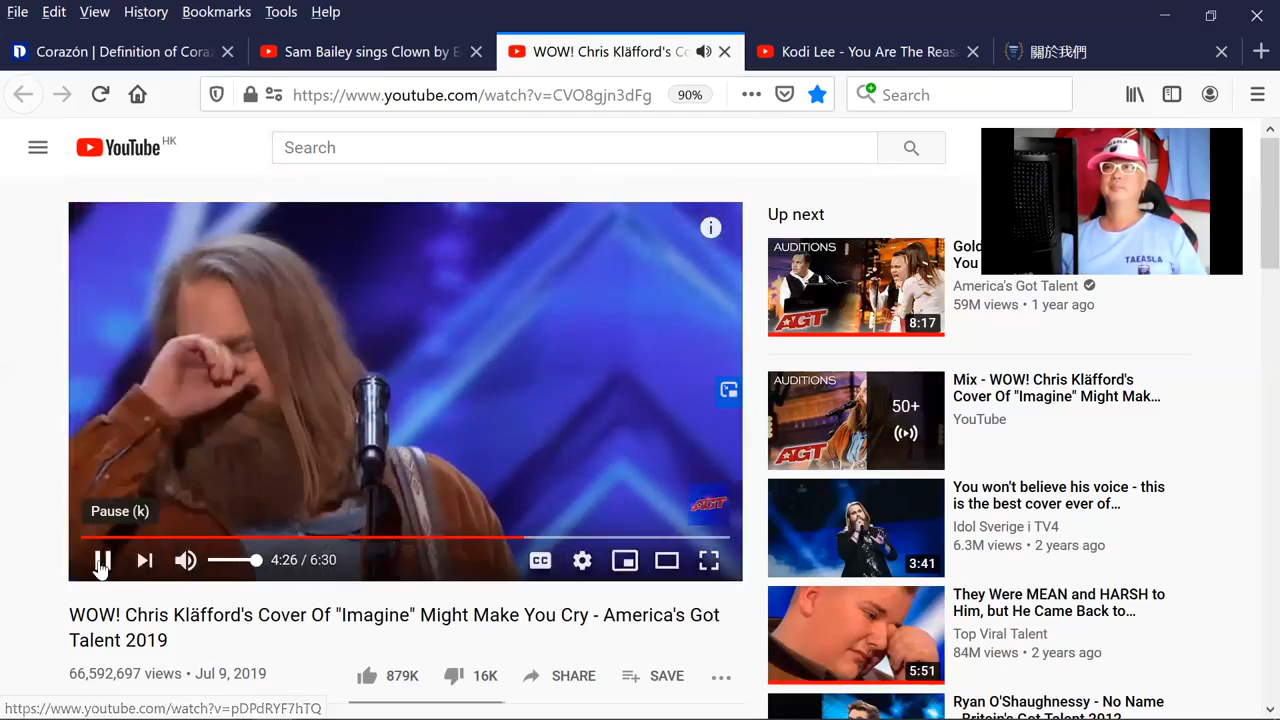 File Edit View History Bookmarks Tools Help
Corazón | Definition of Cora
Sam Bailey sings Clown by E
WOW! Chris Kläfford's Co
Kodi Lee - You Are The Reas
關於我們
https://www.youtube.com/watch?v=CVO8gjn3dFg
90%
Search
YouTube HK
Search
TAEASLA
Up next
AUDITIONS
AGT
8:17
Gold
You
America's Got Talent
59M views • 1 year ago
AUDITIONS
AGT
50+
Mix - WOW! Chris Kläfford's
Cover Of "Imagine" Might Mak...
YouTube
3:41
You won't believe his voice - this
is the best cover ever of...
Idol Sverige i TV4
6.3M views • 2 years ago
5:51
They Were MEAN and HARSH to
Him, but He Came Back to...
Top Viral Talent
84M views • 2 years ago
Ryan O'Shaughnessy - No Name
- Britain's Got Talent 2012
AGT
Pause (k)
4:26 / 6:30
CC
WOW! Chris Kläfford's Cover Of "Imagine" Might Make You Cry - America's Got
Talent 2019
66,592,697 views • Jul 9, 2019
879K 16K SHARE SAVE
https://www.youtube.com/watch?v=pDPdRYF7hTQ